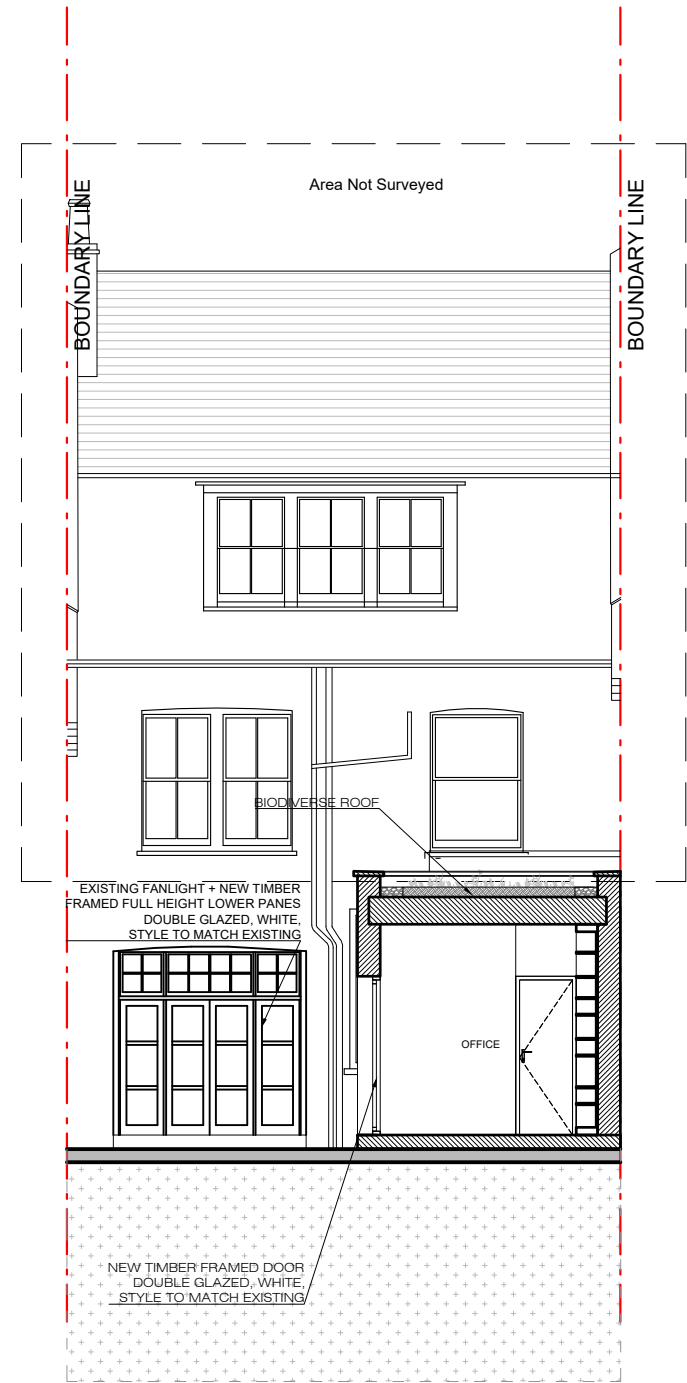 Area Not Surveyed
BOUNDARY LINE
BOUNDARY LINE
BIODIVERSE ROOF
EXISTING FANLIGHT + NEW TIMBER
FRAMED FULL HEIGHT LOWER PANES
DOUBLE GLAZED, WHITE,
STYLE TO MATCH EXISTING
OFFICE
NEW TIMBER FRAMED DOOR
DOUBLE GLAZED, WHITE,
STYLE TO MATCH EXISTING